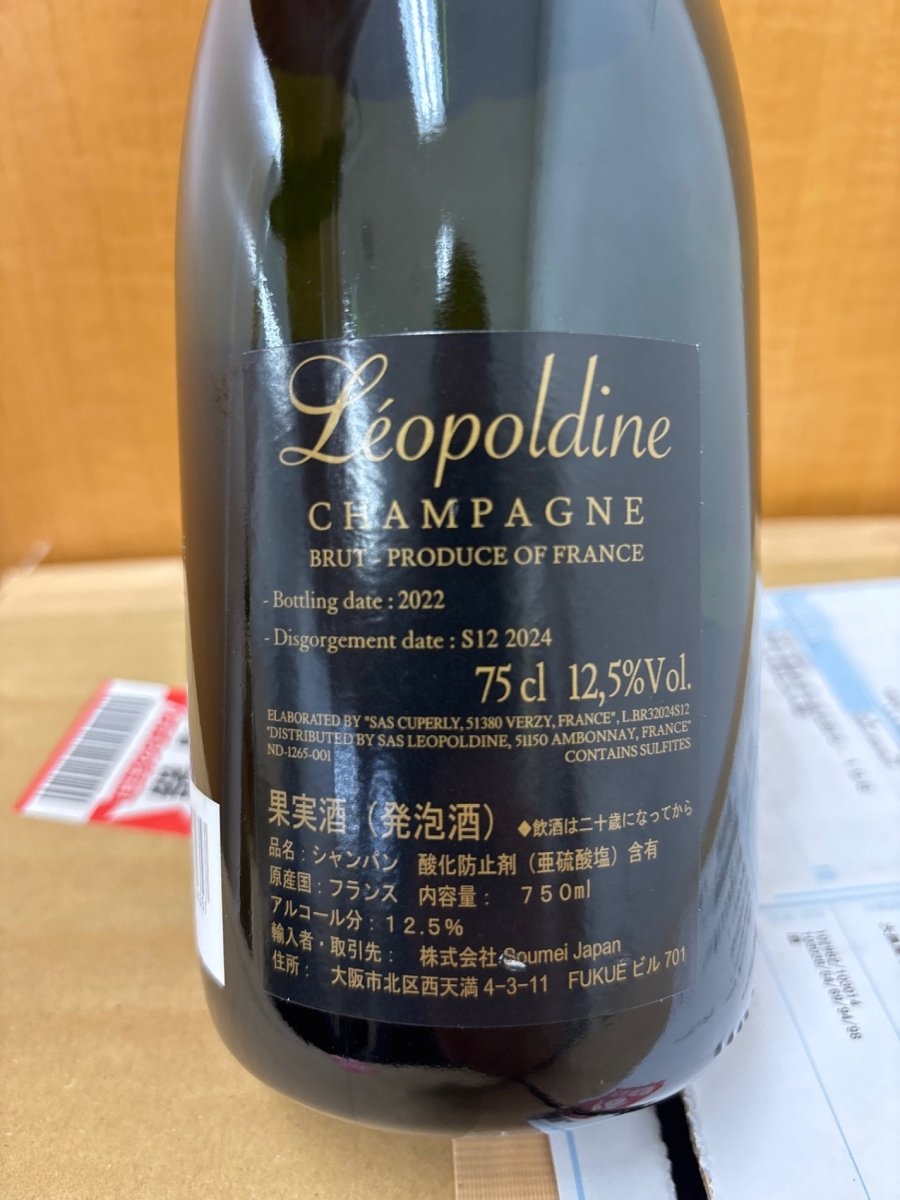 Léopoldine
CHAMPAGNE
BRUT - PRODUCE OF FRANCE
- Bottling date : 2022
- Disgorgement date : S12 2024
75 cl 12,5%Vol.
ELABORATED BY "SAS CUPERLY, 51380 VERZY, FRANCE", L.BR32024S12
"DISTRIBUTED BY SAS LEOPOLDINE, 51150 AMBONNAY, FRANCE"
ND-1265-001 CONTAINS SULFITES
果実酒（発泡酒） ◆飲酒は二十歳になってから
品名：シャンパン 酸化防止剤（亜硫酸塩）含有
原産国：フランス 内容量： 750ml
アルコール分：12.5%
輸入者・取引先： 株式会社 Soumei Japan
住所： 大阪市北区西天満4-3-11 FUKUEビル 701